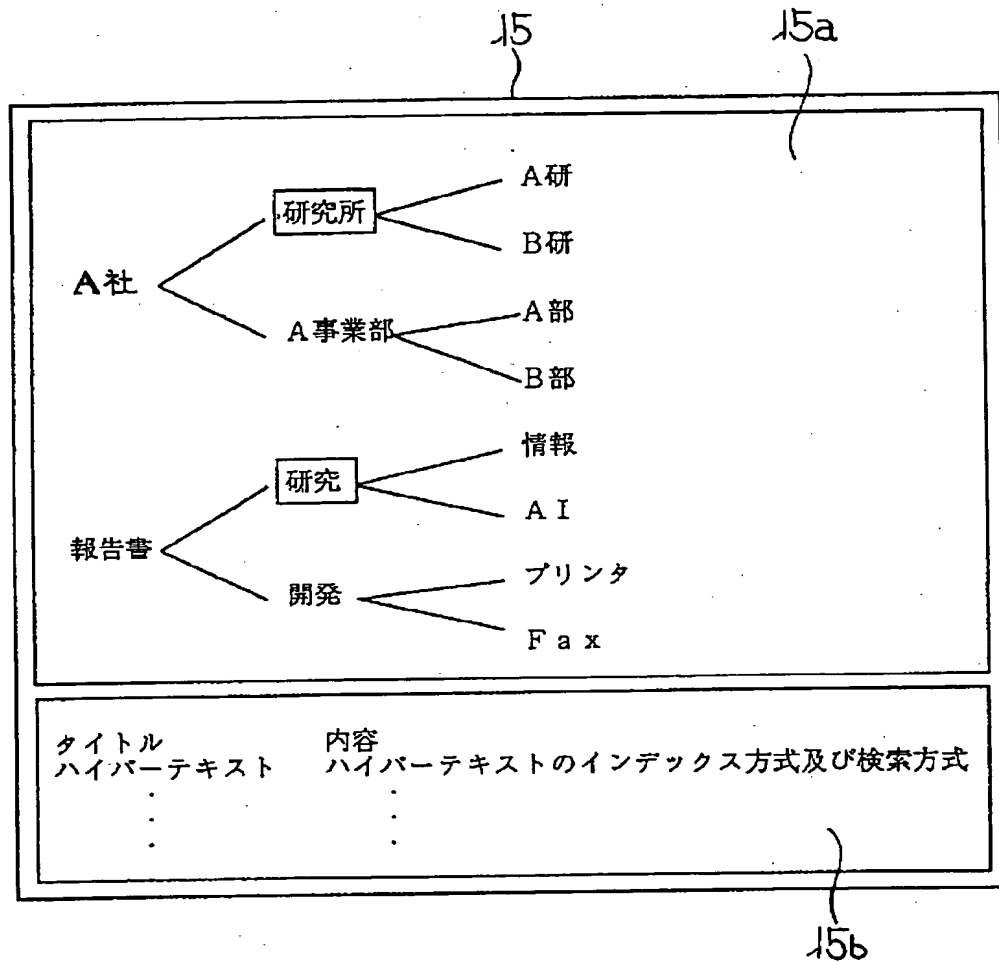 15 15a
A研
研究所
B研
A社
A部
A事業部
B部
情報
研究
AI
報告書
プリンタ
開発
Fax
タイトル 内容
ハイパーテキスト ハイパーテキストのインデックス方式及び検索方式
15b